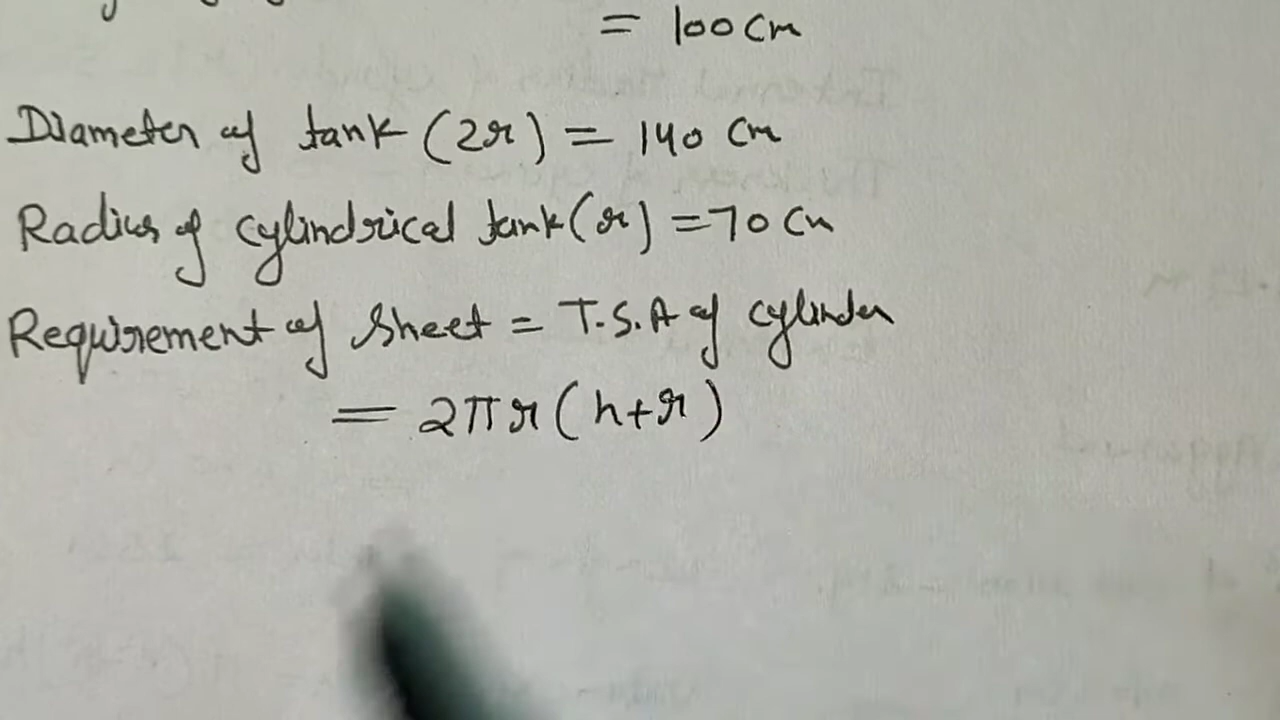 = 100 cm
Diameter of tank (2r) = 140 cm
Radius of cylindrical tank (r) = 70 cm
Requirement of sheet = T.S.A of cylinder
= 2πr(h+r)